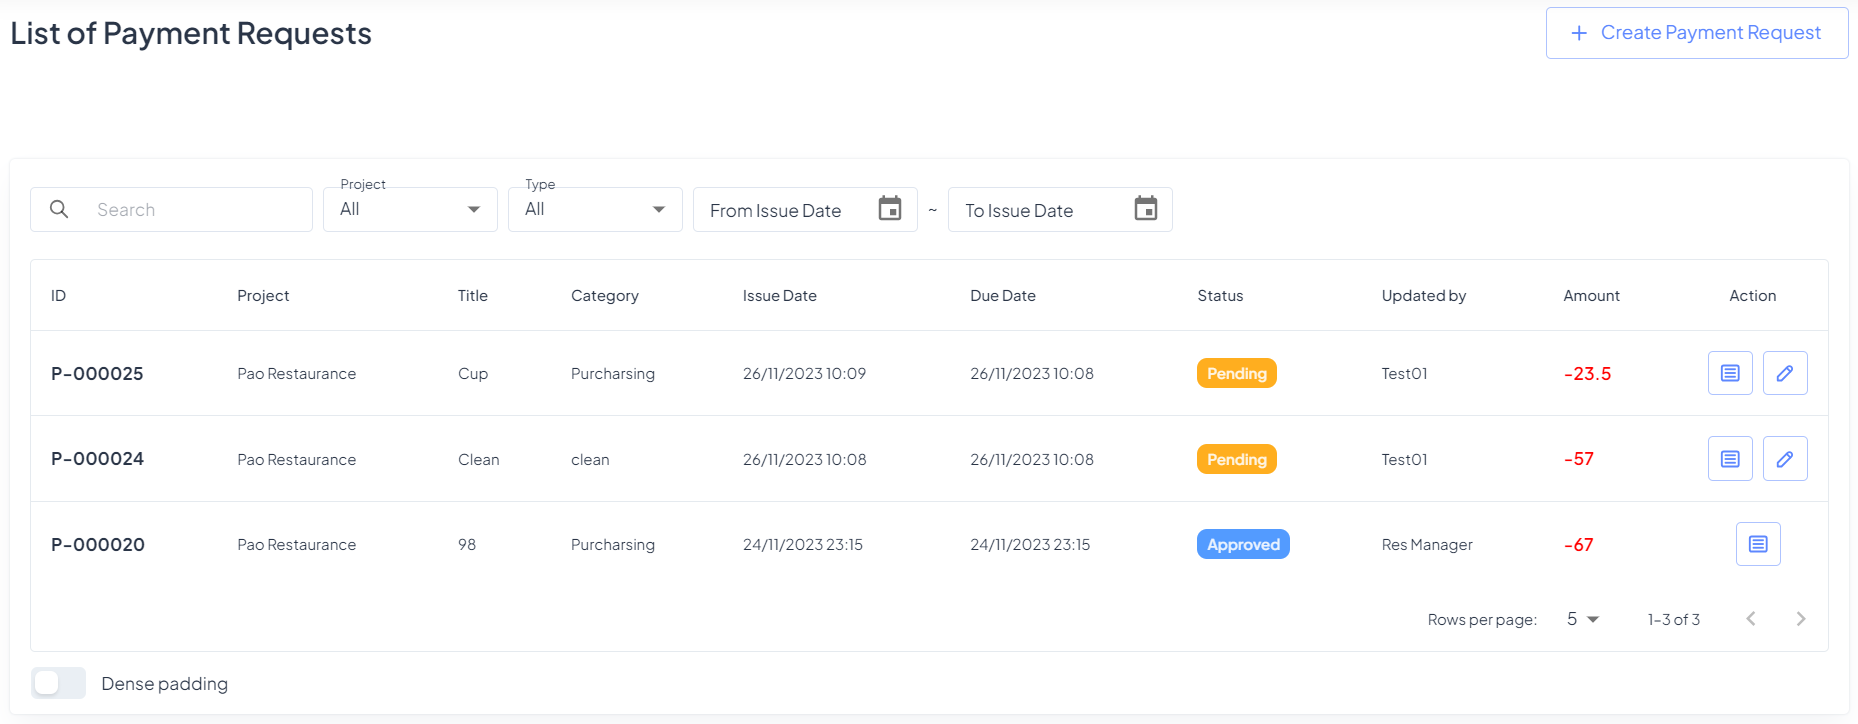 List of Payment Requests
+ Create Payment Request
Search
Project
All
Type
All
From Issue Date
~
To Issue Date
ID Project Title Category Issue Date Due Date Status Updated by Amount Action
P-000025 Pao Restaurance Cup Purcharsing 26/11/2023 10:09 26/11/2023 10:08 Pending Test01 -23.5
P-000024 Pao Restaurance Clean clean 26/11/2023 10:08 26/11/2023 10:08 Pending Test01 -57
P-000020 Pao Restaurance 98 Purcharsing 24/11/2023 23:15 24/11/2023 23:15 Approved Res Manager -67
Rows per page: 5 1–3 of 3
Dense padding